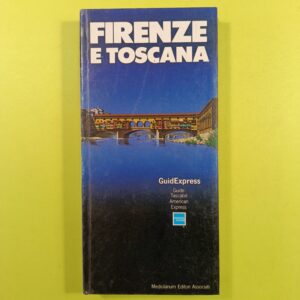 FIRENZE
E TOSCANA
GuidExpress
Guide
Tascabili
American
Express
Mediolanum Editori Associati